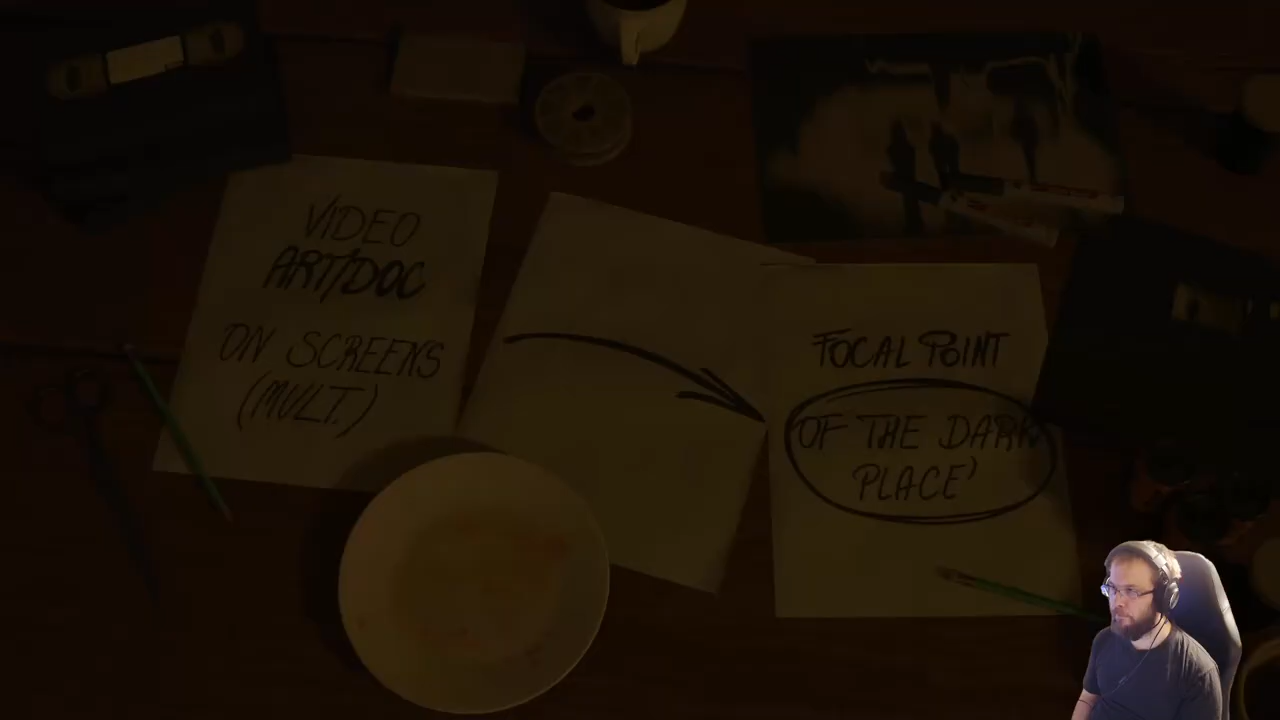 VIDEO
ART/DOC
ON SCREENS
(MULT.)
FOCAL POINT
OF THE DARK
PLACE'